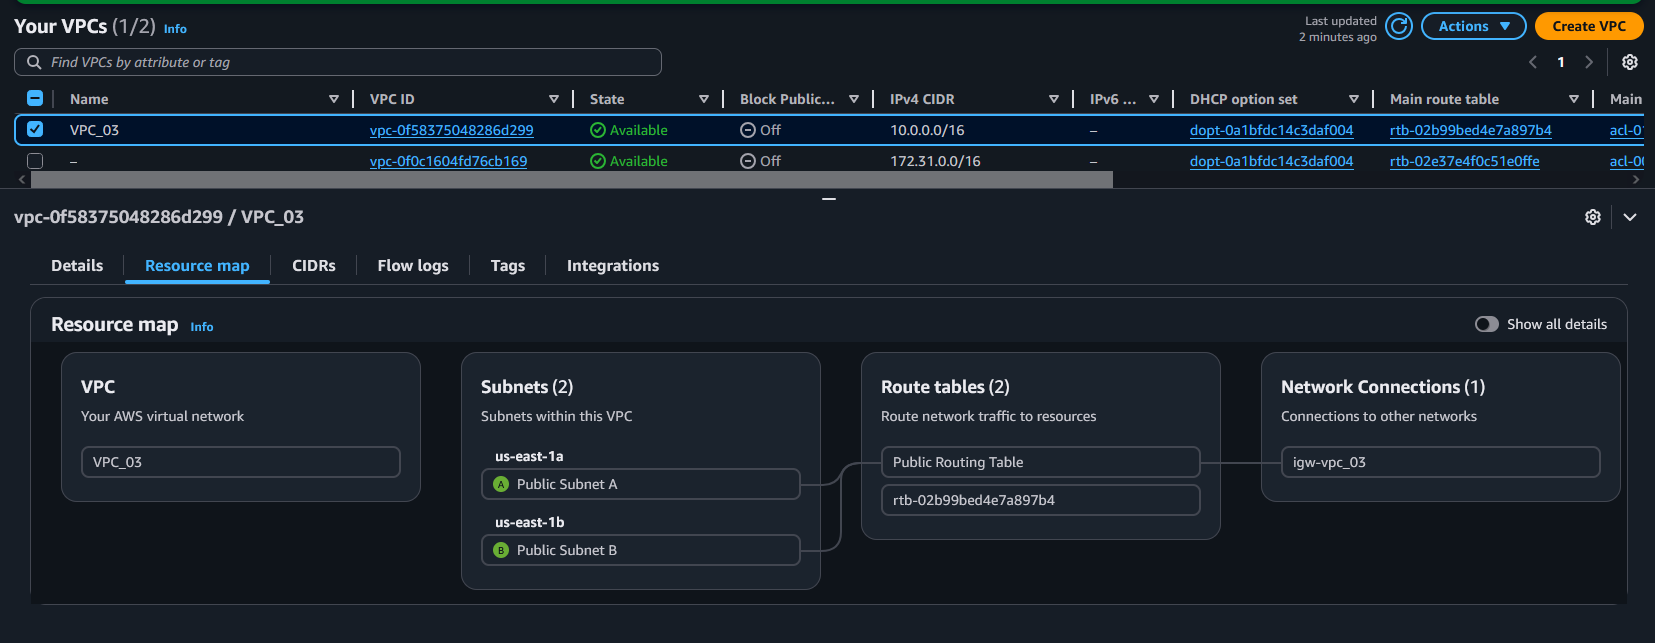 Your VPCs (1/2) Info
Last updated
2 minutes ago
Actions
Create VPC
Find VPCs by attribute or tag
1
Name VPC ID State Block Public... IPv4 CIDR IPv6 ... DHCP option set Main route table Main
VPC_03 vpc-0f58375048286d299 Available Off 10.0.0.0/16 – dopt-0a1bfdc14c3daf004 rtb-02b99bed4e7a897b4 acl-0
– vpc-0f0c1604fd76cb169 Available Off 172.31.0.0/16 – dopt-0a1bfdc14c3daf004 rtb-02e37e4f0c51e0ffe acl-0
vpc-0f58375048286d299 / VPC_03
Details Resource map CIDRs Flow logs Tags Integrations
Resource map Info
Show all details
VPC
Your AWS virtual network
VPC_03
Subnets (2)
Subnets within this VPC
us-east-1a
A Public Subnet A
us-east-1b
B Public Subnet B
Route tables (2)
Route network traffic to resources
Public Routing Table
rtb-02b99bed4e7a897b4
Network Connections (1)
Connections to other networks
igw-vpc_03